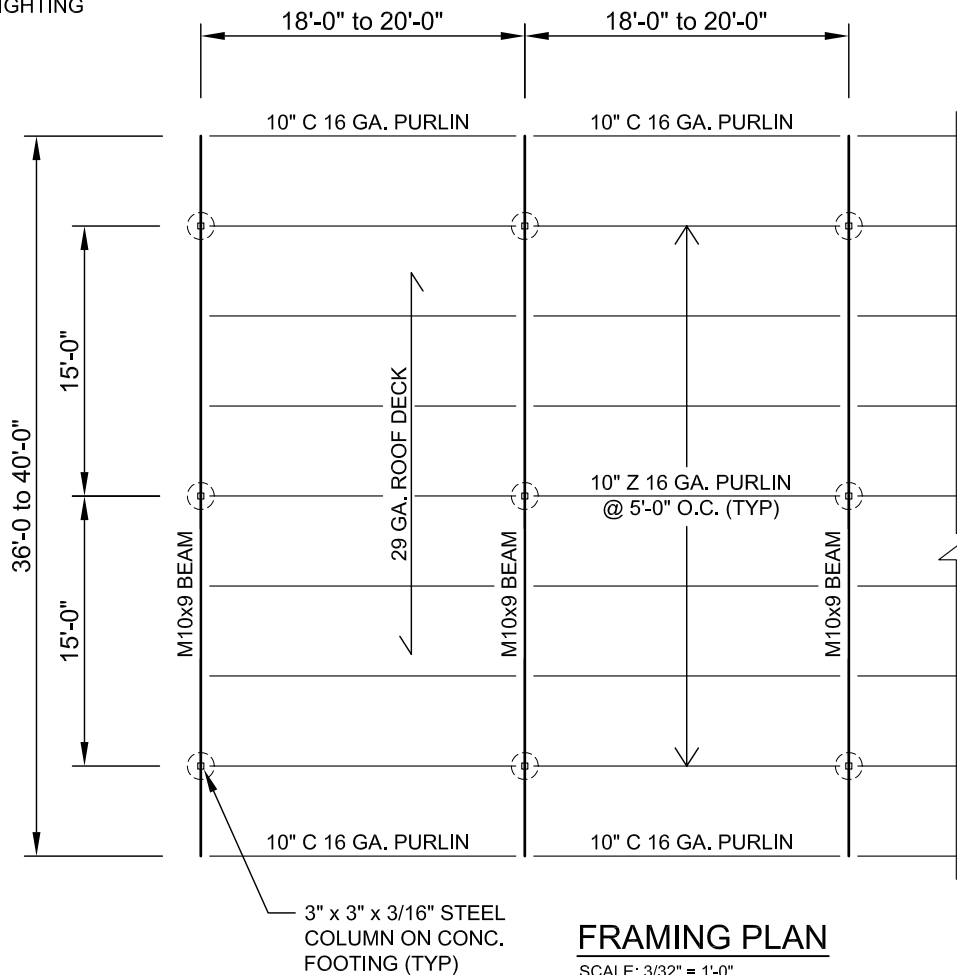 IGHTING
18'-0" to 20'-0"
18'-0" to 20'-0"
10" C 16 GA. PURLIN
10" C 16 GA. PURLIN
36'-0 to 40'-0"
15'-0"
15'-0"
29 GA. ROOF DECK
10" Z 16 GA. PURLIN
@ 5'-0" O.C. (TYP)
M10x9 BEAM
M10x9 BEAM
M10x9 BEAM
10" C 16 GA. PURLIN
10" C 16 GA. PURLIN
3" x 3" x 3/16" STEEL
COLUMN ON CONC.
FOOTING (TYP)
FRAMING PLAN
SCALE: 3/32" = 1'-0"